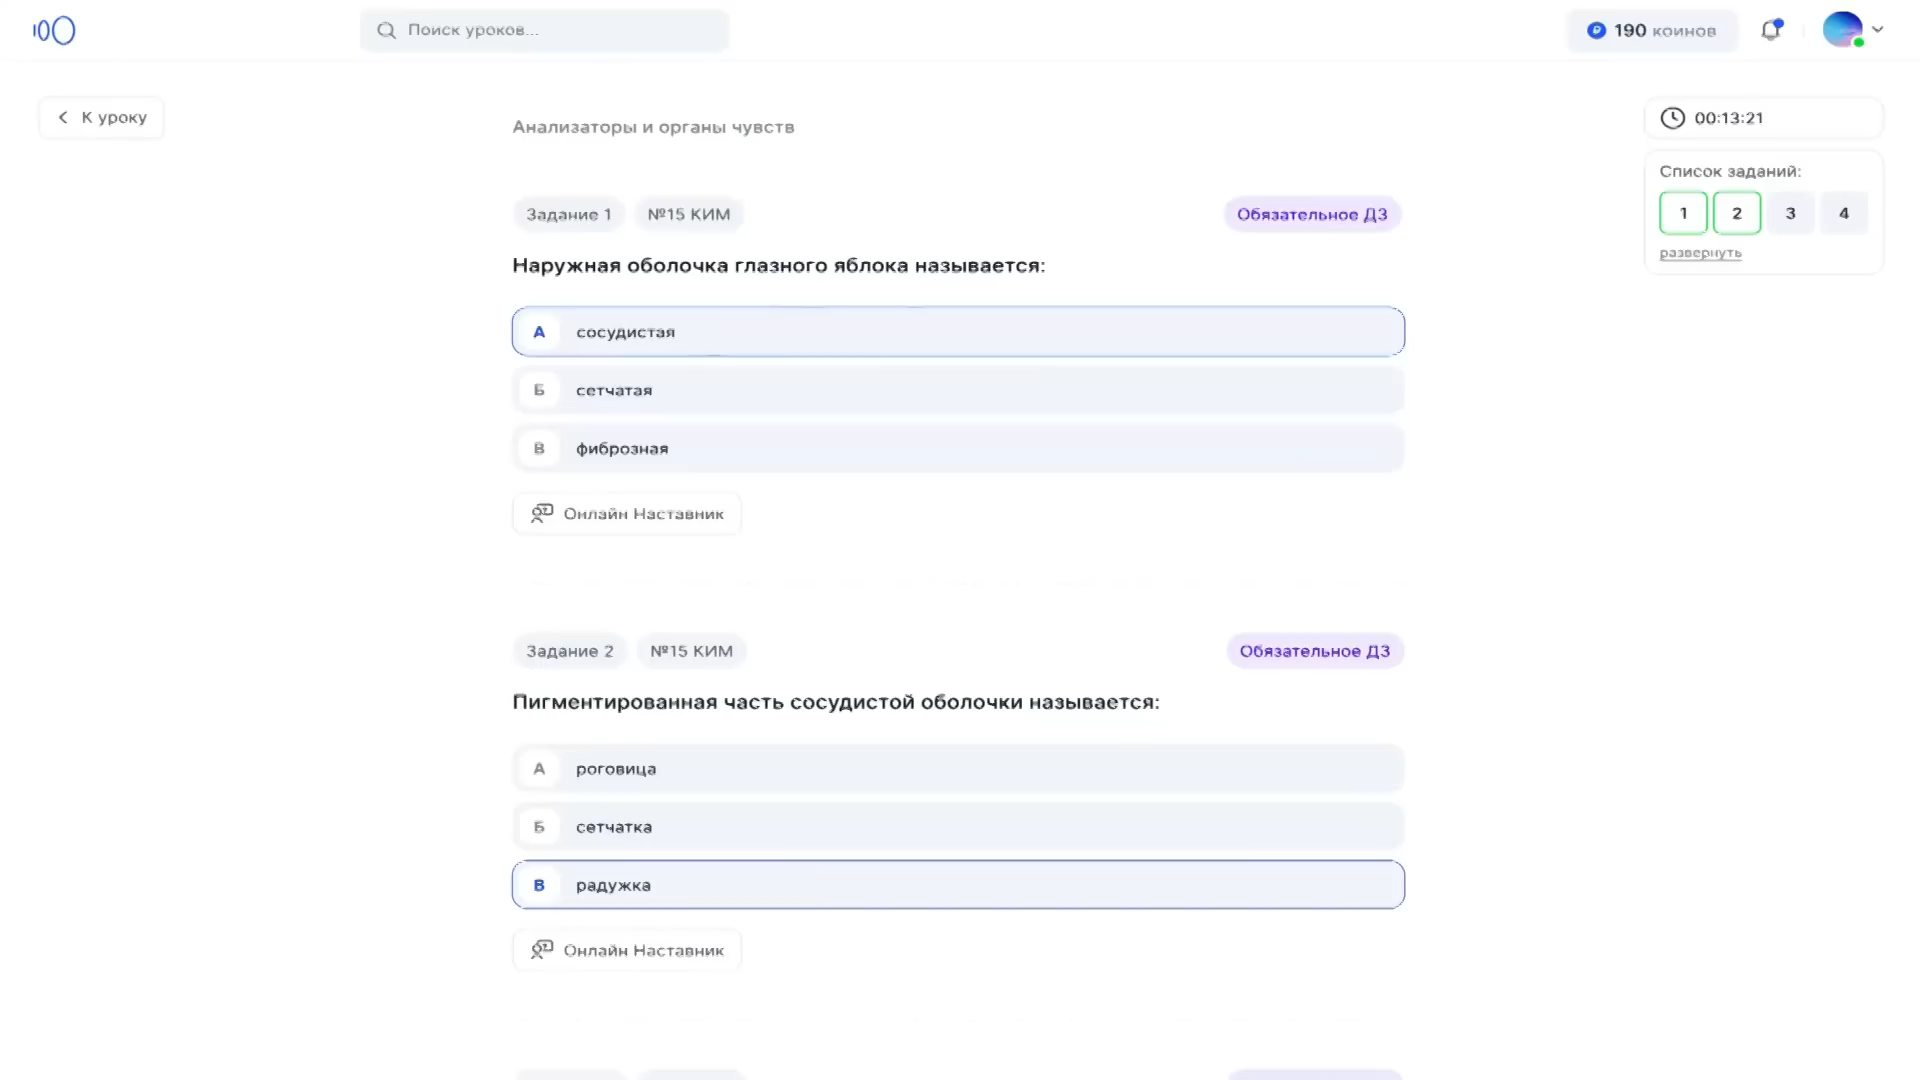 Поиск уроков...
190 коинов
К уроку
Анализаторы и органы чувств
00:13:21
Список заданий:
1 2 3 4
развернуть
Задание 1 №15 КИМ Обязательное ДЗ
Наружная оболочка глазного яблока называется:
А сосудистая
Б сетчатая
В фиброзная
Онлайн Наставник
Задание 2 №15 КИМ Обязательное ДЗ
Пигментированная часть сосудистой оболочки называется:
А роговица
Б сетчатка
В радужка
Онлайн Наставник